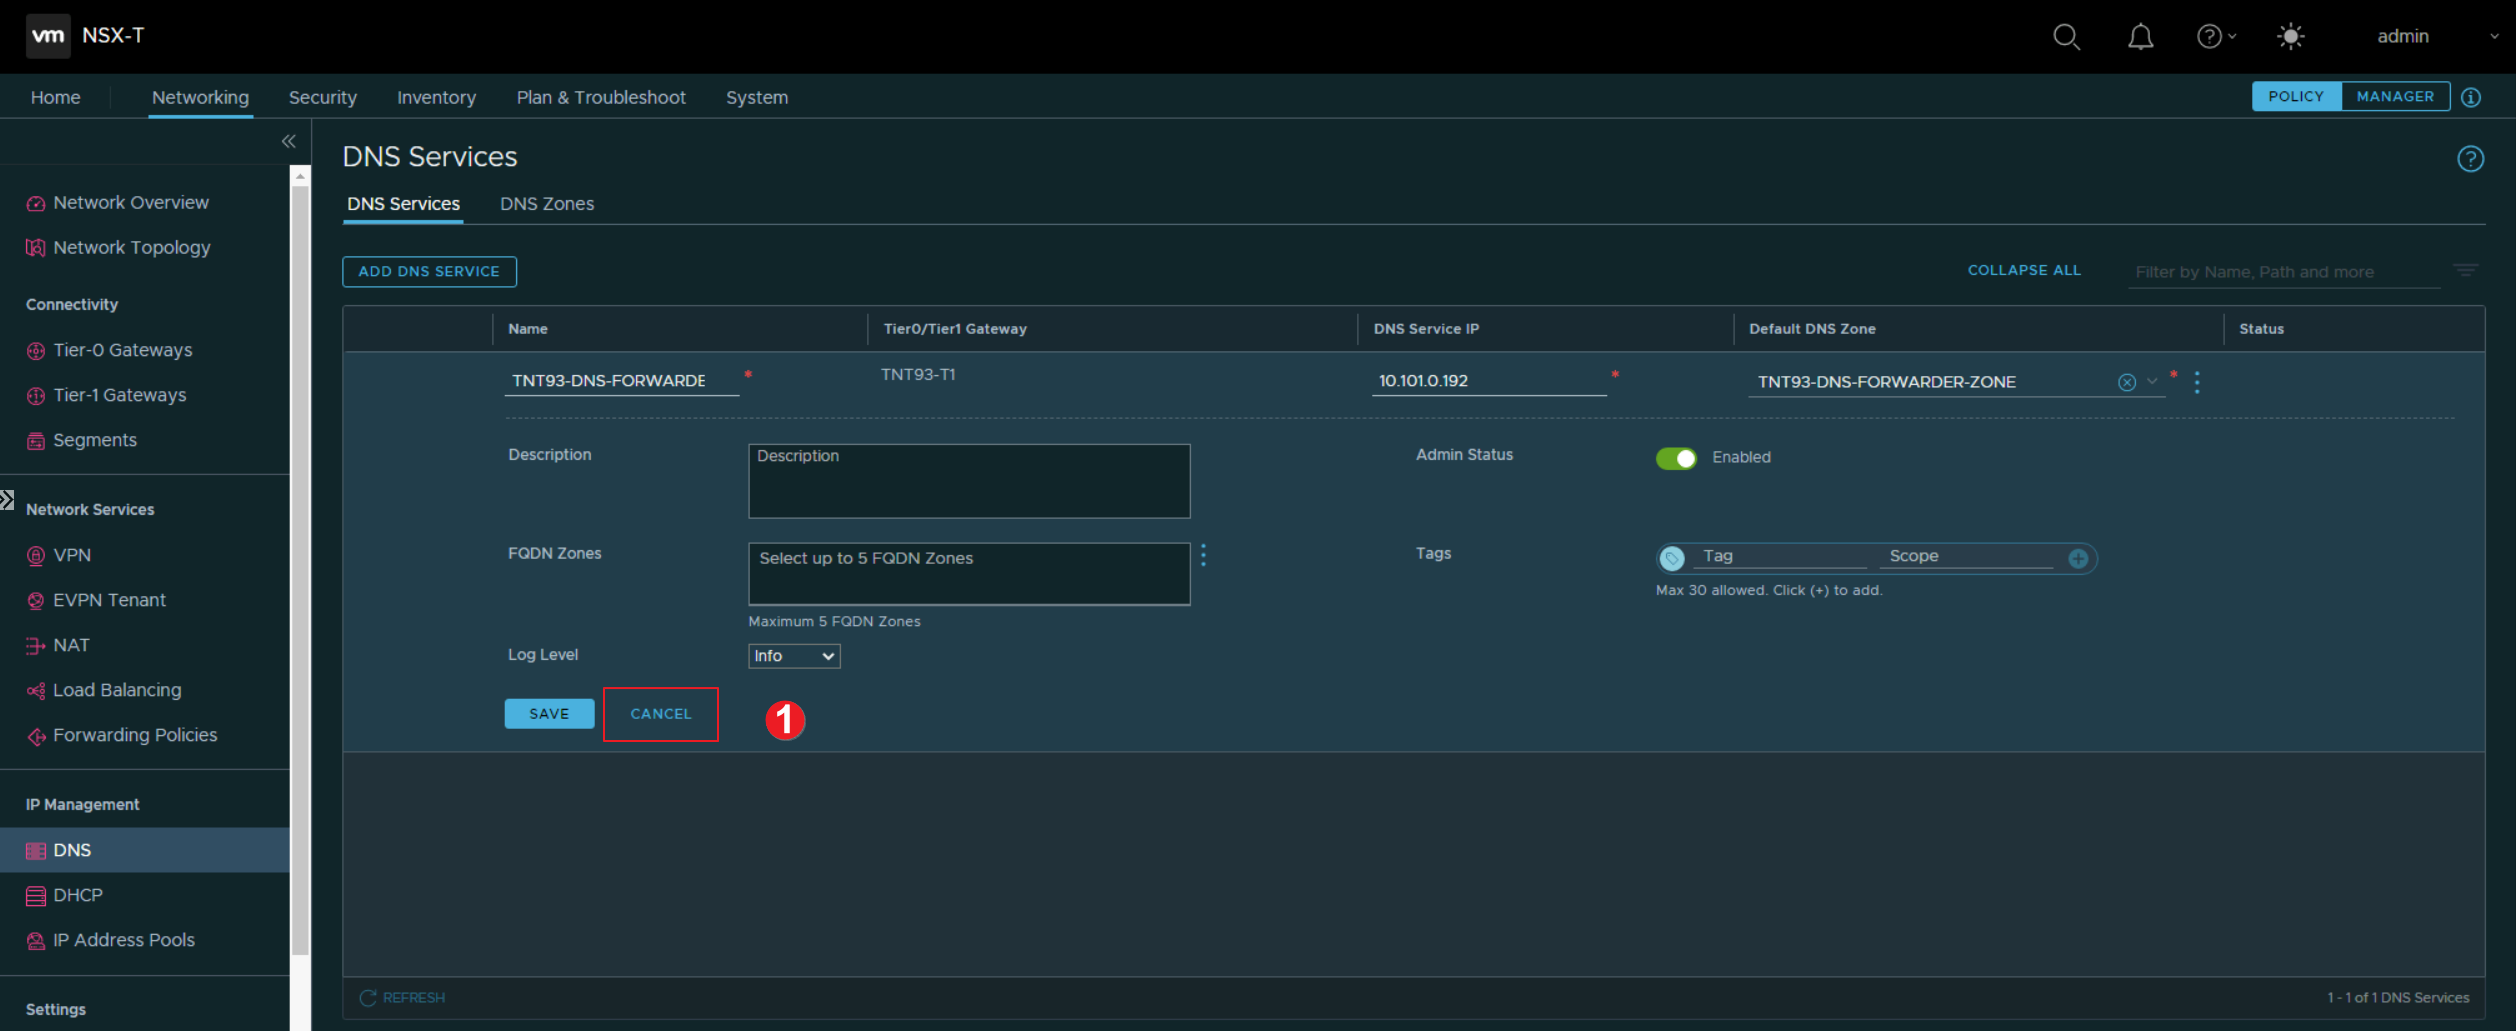 vm NSX-T
admin
Home Networking Security Inventory Plan & Troubleshoot System
POLICY MANAGER
DNS Services
DNS Services DNS Zones
ADD DNS SERVICE
COLLAPSE ALL
Filter by Name, Path and more
Network Overview
Network Topology
Connectivity
Tier-0 Gateways
Tier-1 Gateways
Segments
Network Services
VPN
EVPN Tenant
NAT
Load Balancing
Forwarding Policies
IP Management
DNS
DHCP
IP Address Pools
Settings
Name Tier0/Tier1 Gateway DNS Service IP Default DNS Zone Status
TNT93-DNS-FORWARDE * TNT93-T1 10.101.0.192 * TNT93-DNS-FORWARDER-ZONE *
Description Description Admin Status Enabled
FQDN Zones Select up to 5 FQDN Zones Tags Tag Scope
Max 30 allowed. Click (+) to add.
Maximum 5 FQDN Zones
Log Level Info
SAVE CANCEL 1
REFRESH
1 - 1 of 1 DNS Services